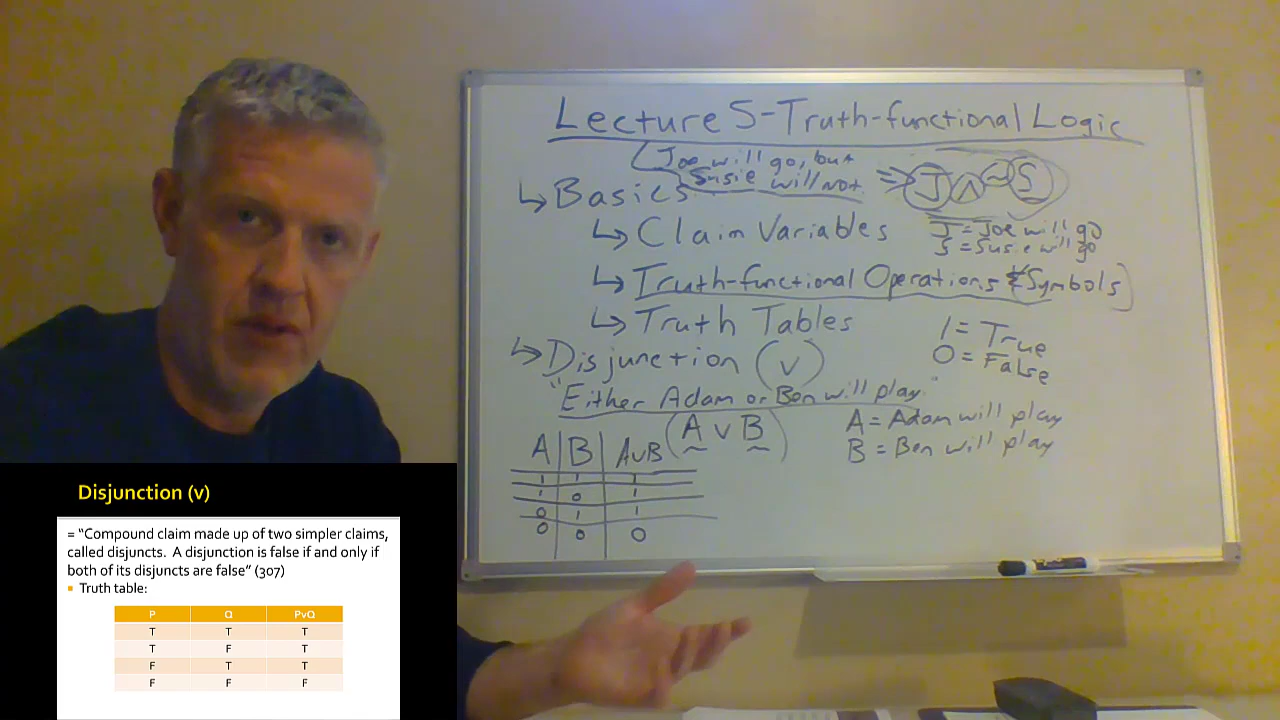 Lecture 5-Truth-functional Logic
Joe will go, but
Susie will not.
⇒ J ∧ ~S
↳ Basics
↳ Claim Variables
J = Joe will go
S = Susie will go
↳ Truth-functional Operations & Symbols
↳ Truth Tables
1 = True
0 = False
↳ Disjunction (v)
"Either Adam or Ben will play."
(A v B)
A = Adam will play
B = Ben will play
A B AvB
1 1 1
1 0 1
0 1 1
0 0 0
Disjunction (v)
= “Compound claim made up of two simpler claims,
called disjuncts. A disjunction is false if and only if
both of its disjuncts are false” (307)
▪ Truth table:
P Q PvQ
T T T
T F T
F T T
F F F